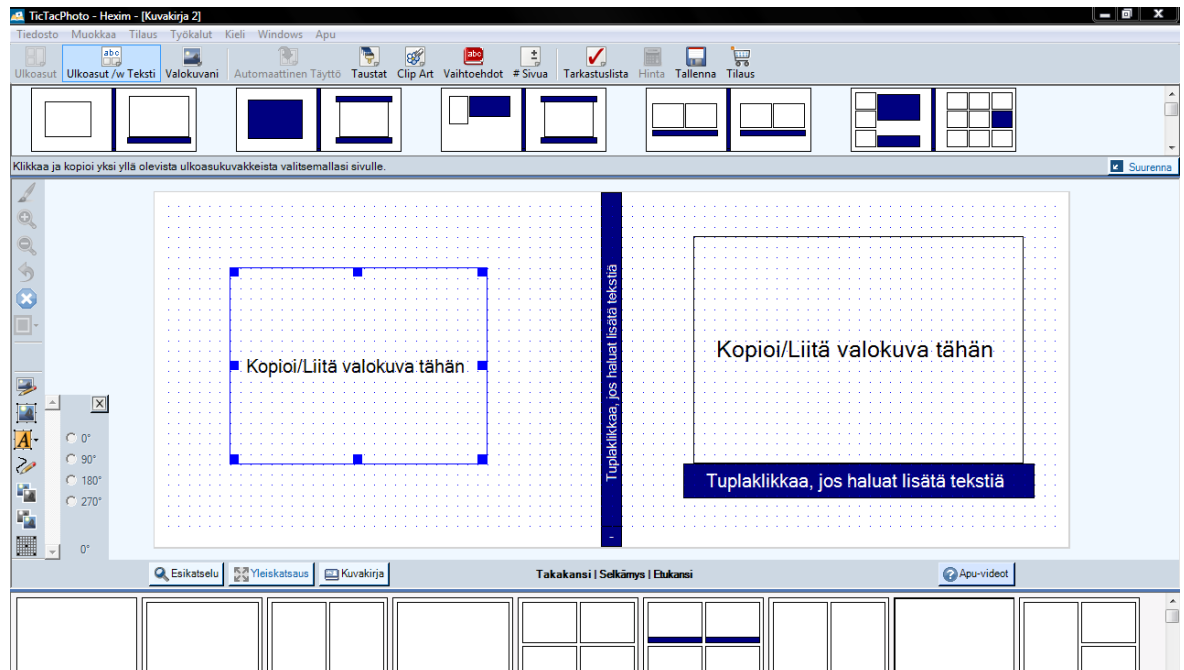 TicTacPhoto - Hexim - [Kuvakirja 2]
Tiedosto Muokkaa Tilaus Työkalut Kieli Windows Apu
abc abc ±
Ulkoasut Ulkoasut /w Teksti Valokuvani Automaattinen Täyttö Taustat Clip Art Vaihtoehdot # Sivua Tarkastuslista Hinta Tallenna Tilaus
Klikkaa ja kopioi yksi yllä olevista ulkoasukuvakkeista valitsemallasi sivulle.
Suurenna
Kopioi/Liitä valokuva tähän
Tuplaklikkaa, jos haluat lisätä tekstiä
-
Kopioi/Liitä valokuva tähän
Tuplaklikkaa, jos haluat lisätä tekstiä
X
A
0°
90°
180°
270°
0°
Esikatselu Yleiskatsaus Kuvakirja Takakansi | Selkämys | Etukansi Apu-videot